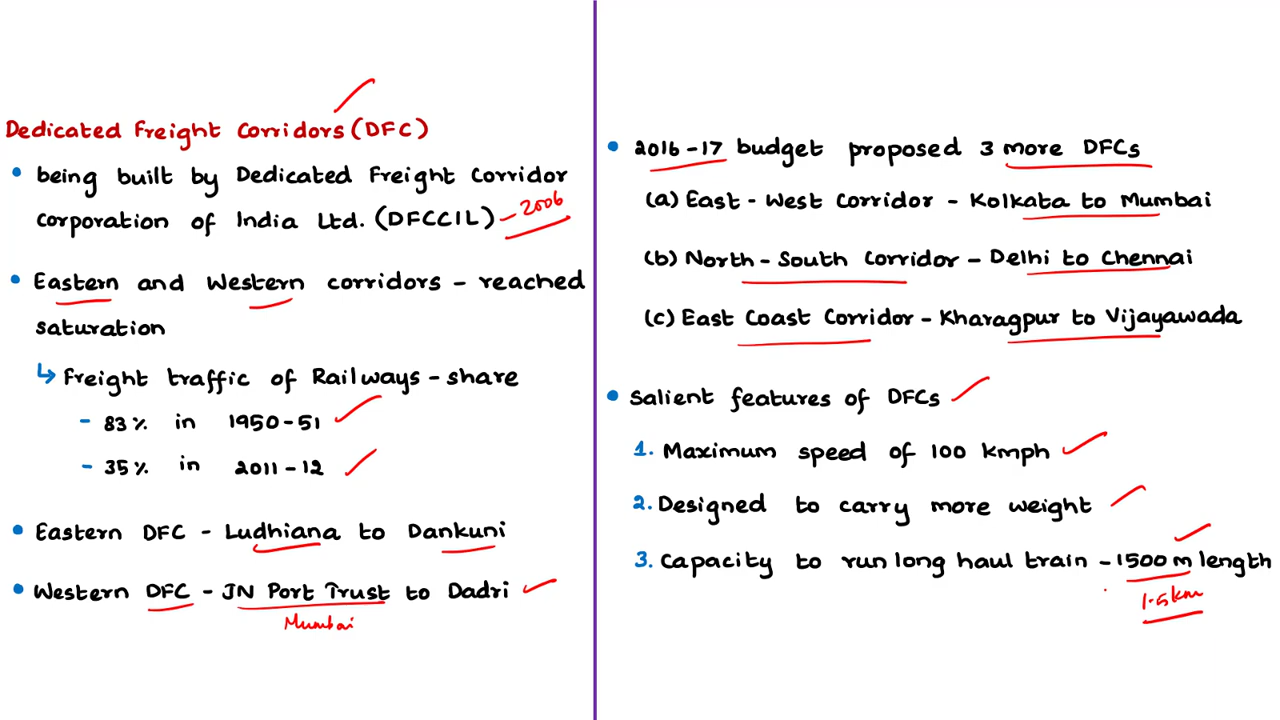 Dedicated Freight Corridors (DFC)
• being built by Dedicated Freight Corridor
Corporation of India Ltd. (DFCCIL) – 2006
• Eastern and Western corridors – reached
saturation
↳ Freight traffic of Railways – share
– 83% in 1950-51
– 35% in 2011-12
• Eastern DFC – Ludhiana to Dankuni
• Western DFC – JN Port Trust to Dadri
Mumbai
• 2016-17 budget proposed 3 more DFCs
(a) East - West Corridor – Kolkata to Mumbai
(b) North - South Corridor – Delhi to Chennai
(c) East Coast Corridor – Kharagpur to Vijayawada
• Salient features of DFCs
1. Maximum speed of 100 kmph
2. Designed to carry more weight
3. Capacity to run long haul train – 1500 m length
1.5km